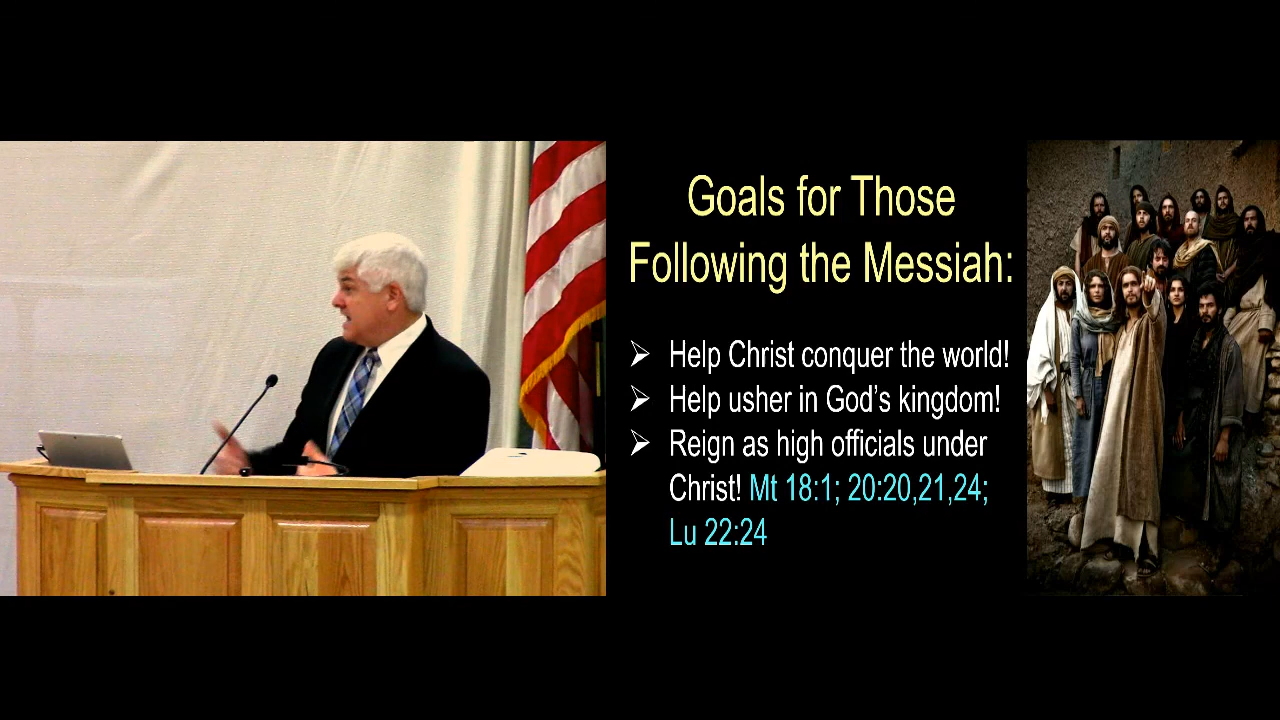 Goals for Those
Following the Messiah:
➢ Help Christ conquer the world!
➢ Help usher in God's kingdom!
➢ Reign as high officials under
Christ! Mt 18:1; 20:20,21,24;
Lu 22:24